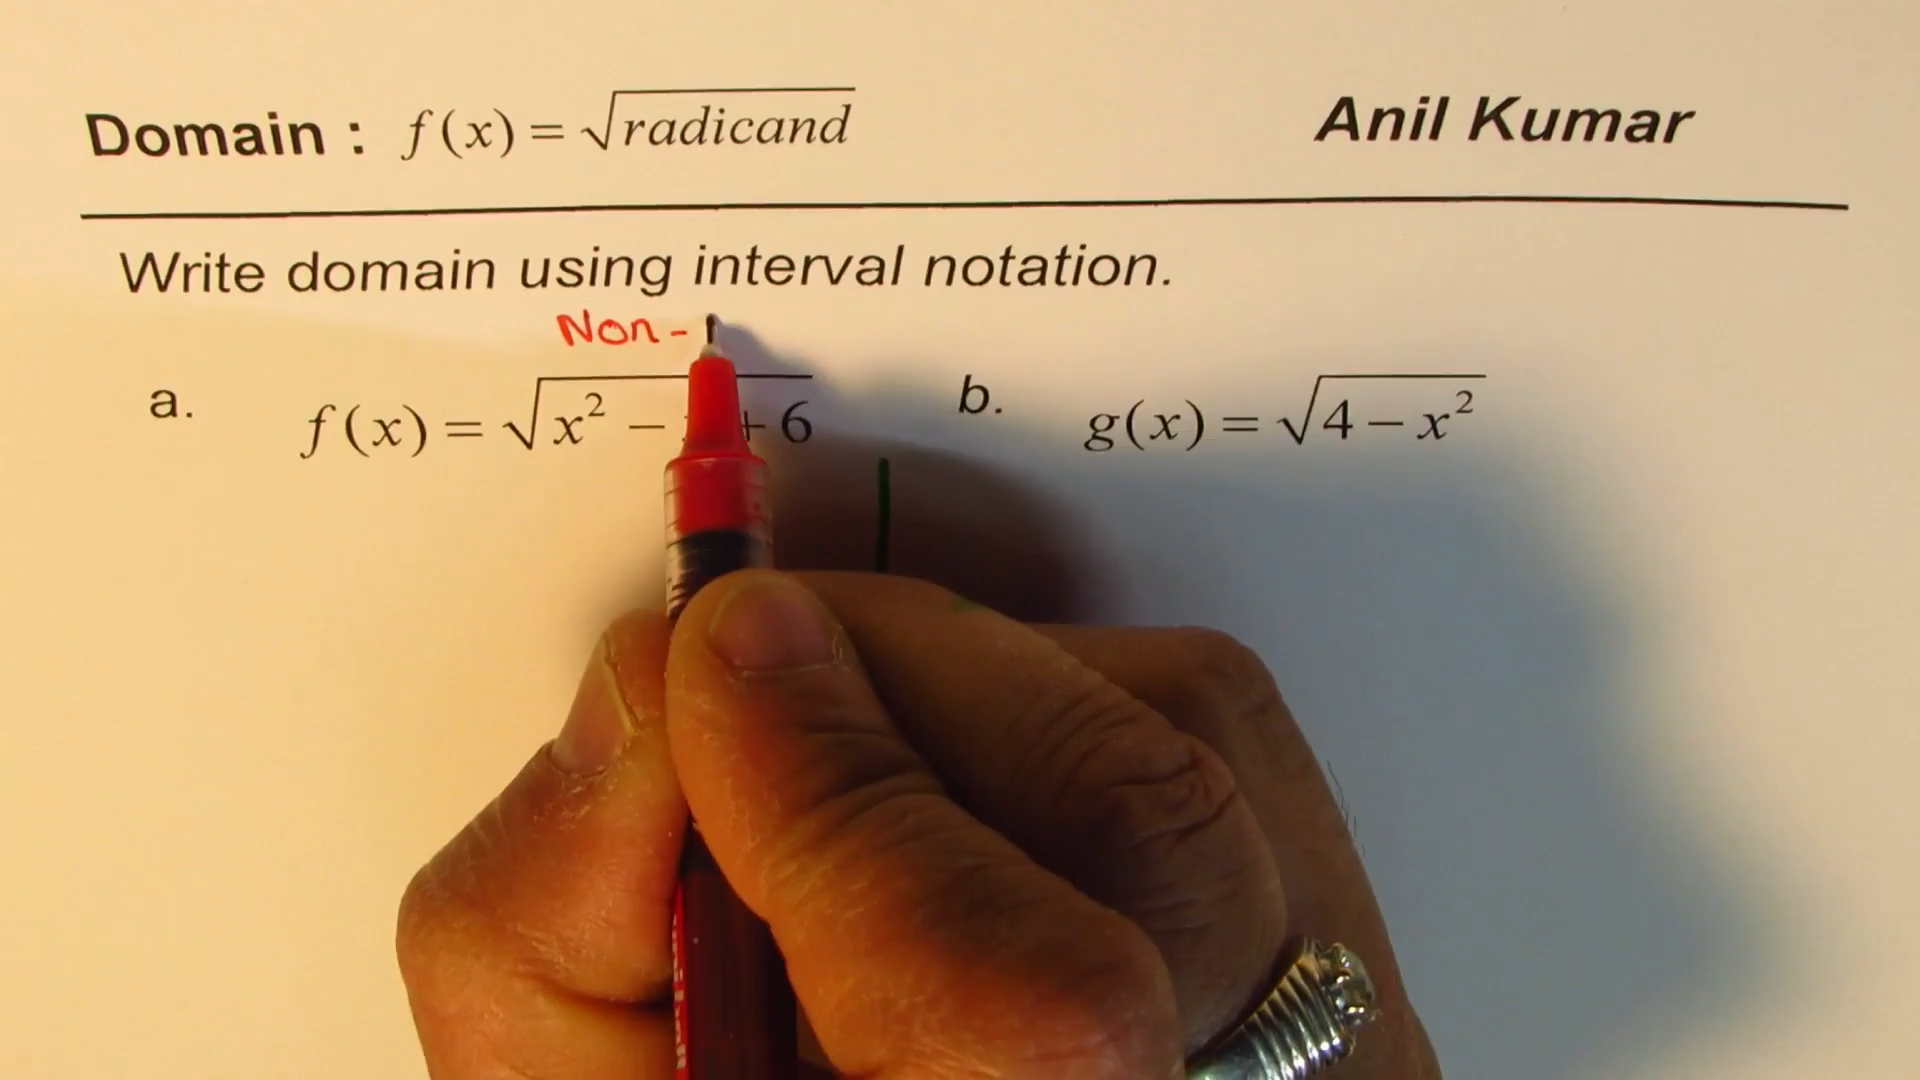 Domain : f(x) = √radicand
Anil Kumar
Write domain using interval notation.
Non -
a. f(x) = √x² − + 6
b. g(x) = √4 − x²